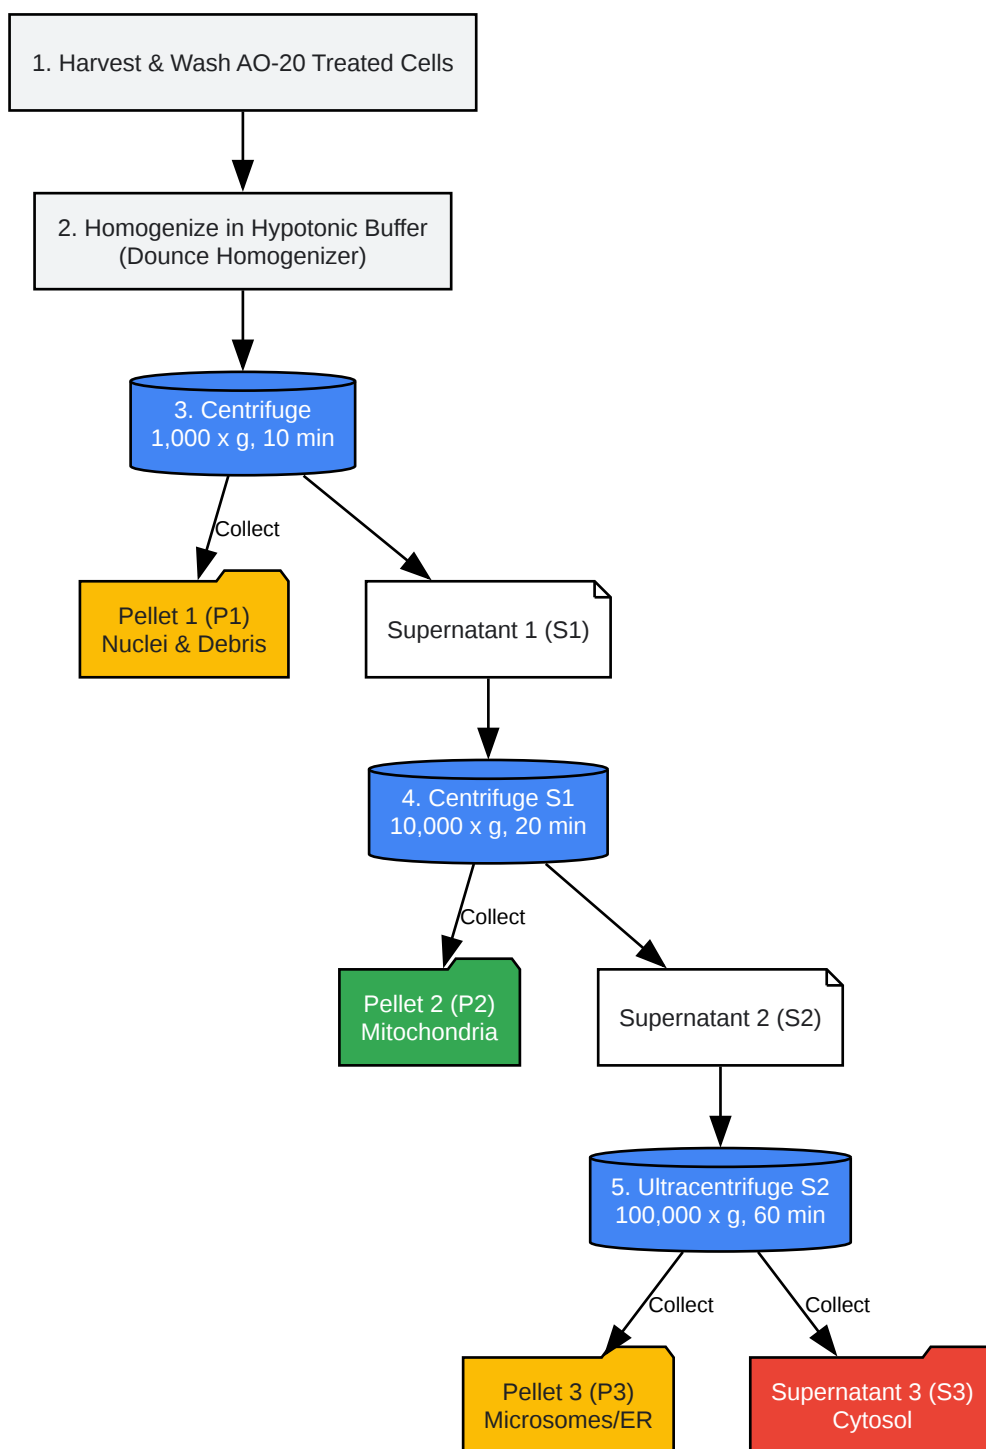 1. Harvest & Wash AO-20 Treated Cells
2. Homogenize in Hypotonic Buffer
(Dounce Homogenizer)
3. Centrifuge
1,000 x g, 10 min
Collect
Pellet 1 (P1)
Nuclei & Debris
Supernatant 1 (S1)
4. Centrifuge S1
10,000 x g, 20 min
Collect
Pellet 2 (P2)
Mitochondria
Supernatant 2 (S2)
5. Ultracentrifuge S2
100,000 x g, 60 min
Collect
Collect
Pellet 3 (P3)
Microsomes/ER
Supernatant 3 (S3)
Cytosol